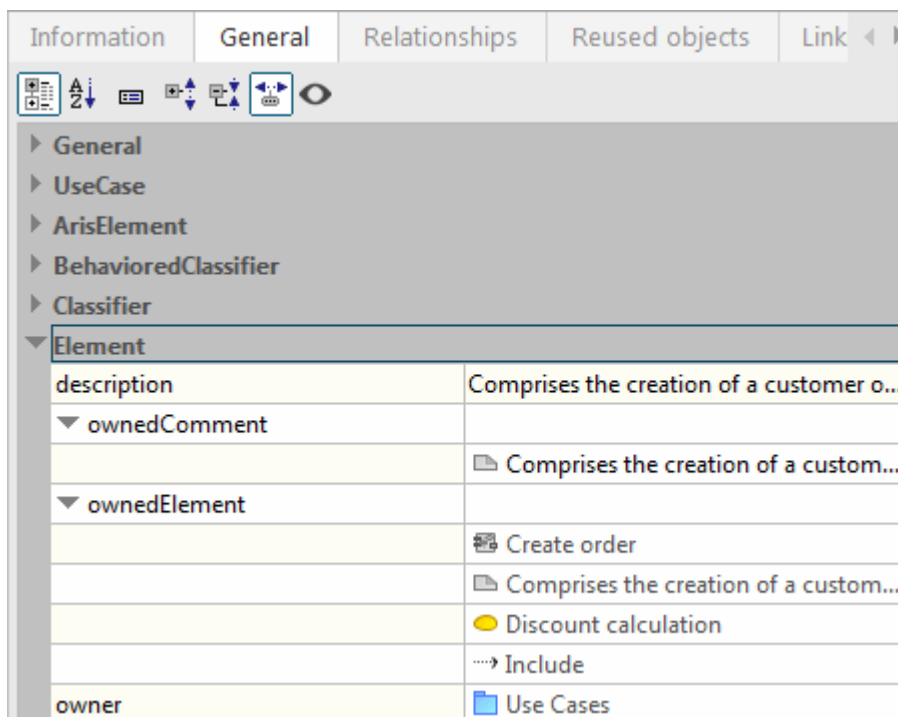 Information General Relationships Reused objects Link
General
UseCase
ArisElement
BehavioredClassifier
Classifier
Element
description Comprises the creation of a customer o...
ownedComment
Comprises the creation of a custom...
ownedElement
Create order
Comprises the creation of a custom...
Discount calculation
Include
owner Use Cases